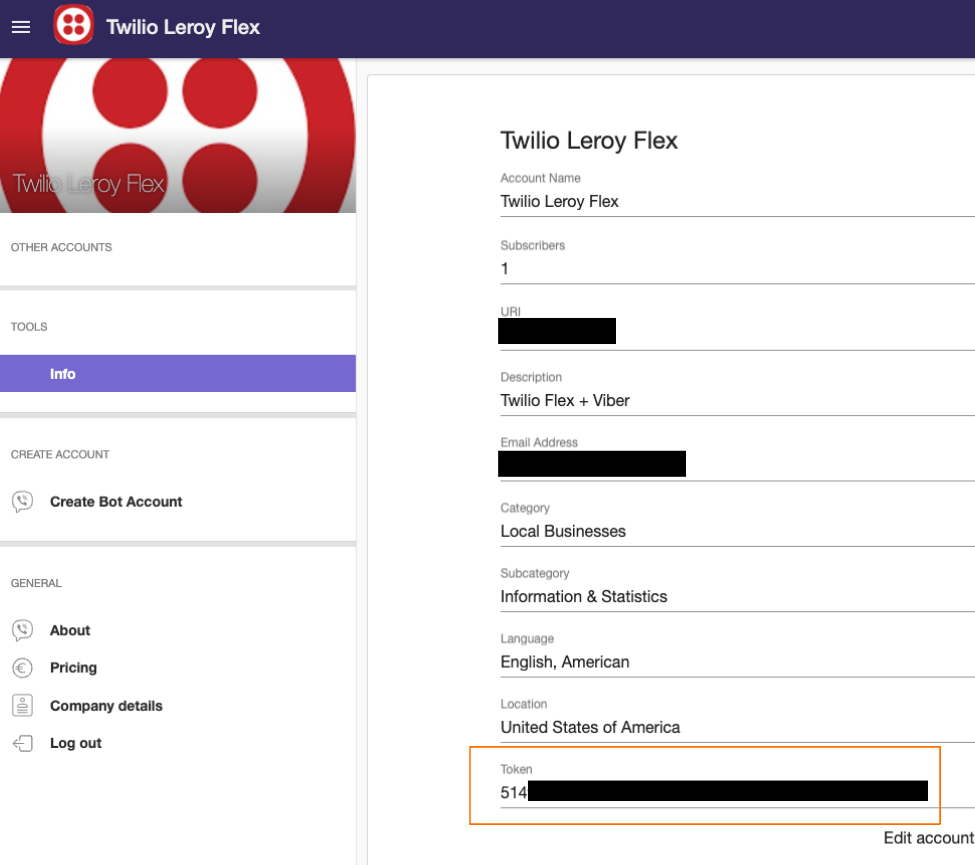 Twilio Leroy Flex
Twilio Leroy Flex
OTHER ACCOUNTS
TOOLS
Info
CREATE ACCOUNT
Create Bot Account
GENERAL
About
Pricing
Company details
Log out
Twilio Leroy Flex
Account Name
Twilio Leroy Flex
Subscribers
1
URI
Description
Twilio Flex + Viber
Email Address
Category
Local Businesses
Subcategory
Information & Statistics
Language
English, American
Location
United States of America
Token
514
Edit account